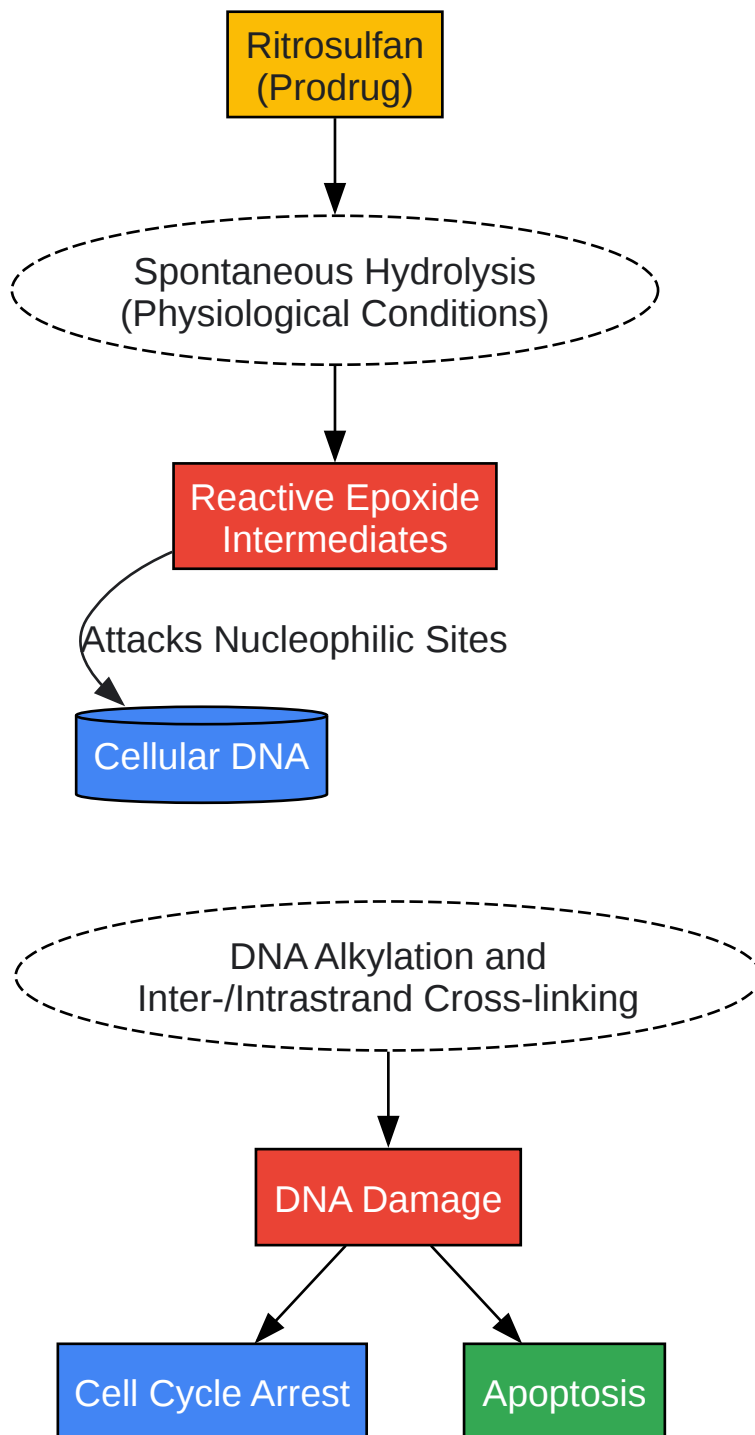 Ritrosulfan
(Prodrug)
Spontaneous Hydrolysis
(Physiological Conditions)
Reactive Epoxide
Intermediates
Attacks Nucleophilic Sites
Cellular DNA
DNA Alkylation and
Inter-/Intrastrand Cross-linking
DNA Damage
Cell Cycle Arrest
Apoptosis